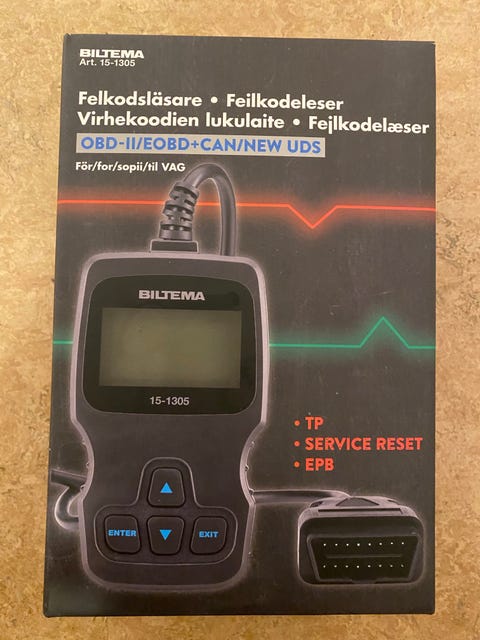 BILTEMA
Art. 15-1305
Felkodsläsare • Feilkodeleser
Virhekoodien lukulaite • Fejlkodelæser
OBD-II/EOBD+CAN/NEW UDS
För/for/sopii/til VAG
BILTEMA
15-1305
• TP
• SERVICE RESET
• EPB
ENTER
EXIT